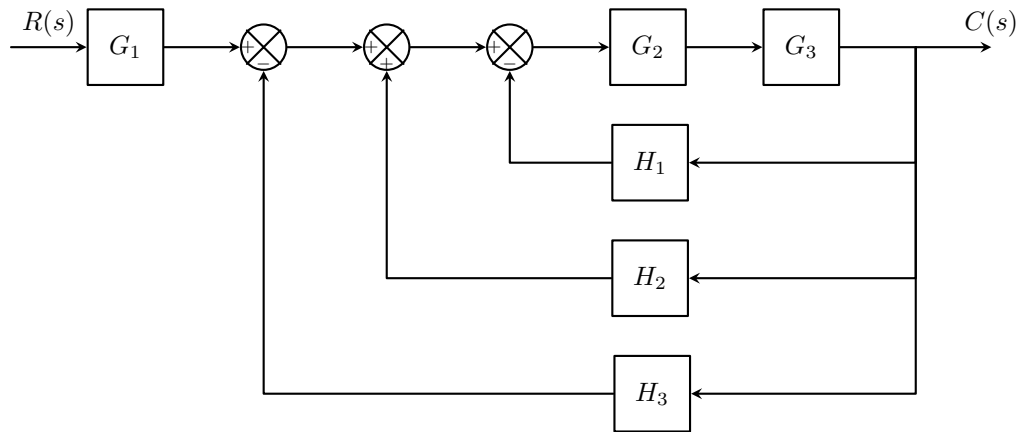 R(s) G₁ + − + + + − G₂ G₃ C(s)
H₁
H₂
H₃